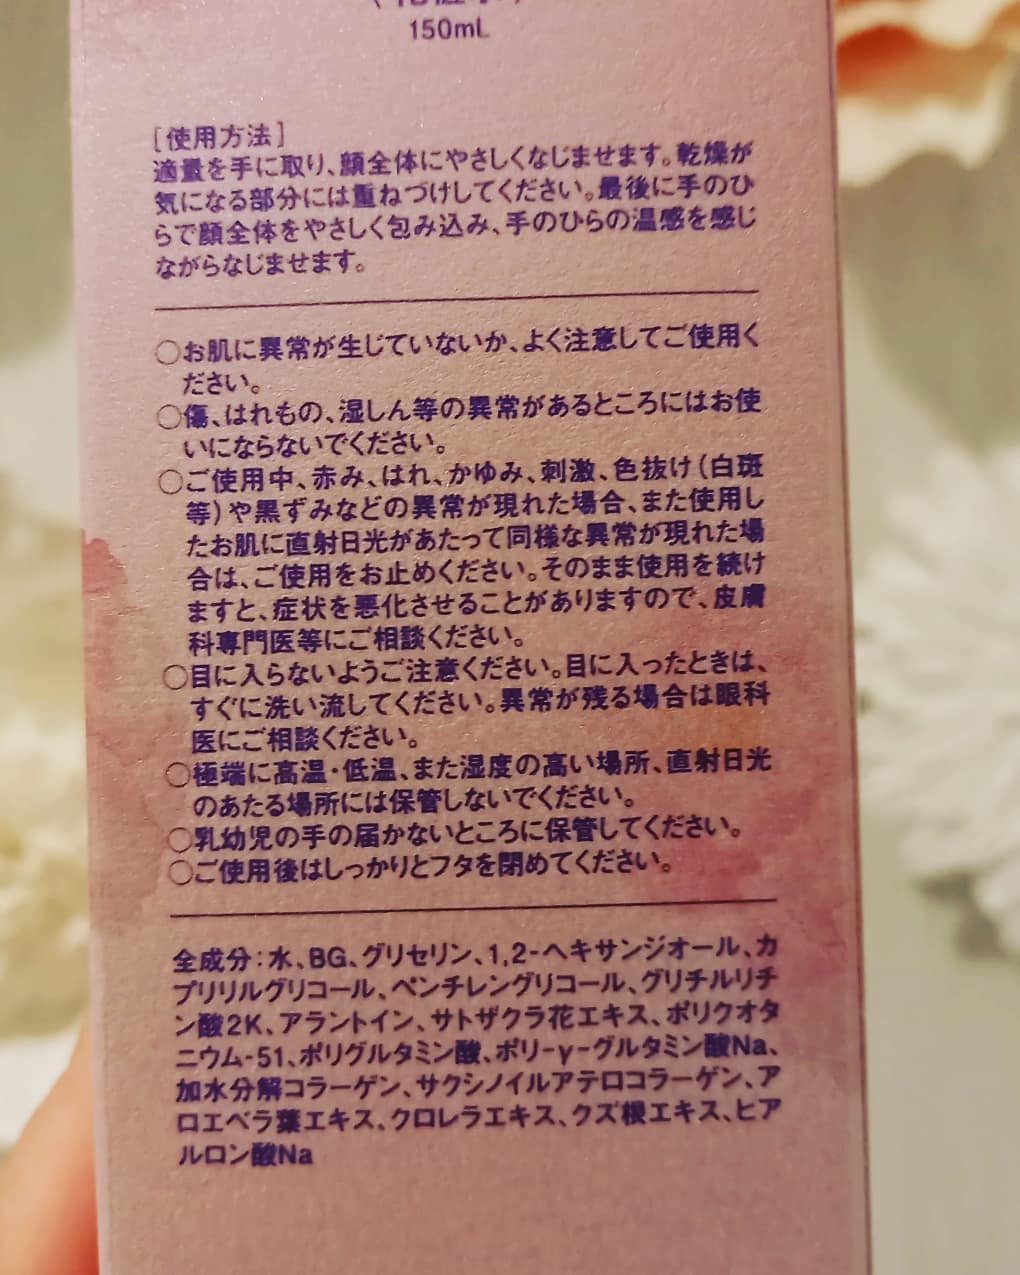 150mL
[使用方法]
適量を手に取り、顔全体にやさしくなじませます。乾燥が
気になる部分には重ねづけしてください。最後に手のひ
らで顔全体をやさしく包み込み、手のひらの温感を感じ
ながらなじませます。
○お肌に異常が生じていないか、よく注意してご使用く
ださい。
○傷、はれもの、湿しん等の異常があるところにはお使
いにならないでください。
○ご使用中、赤み、はれ、かゆみ、刺激、色抜け(白斑
等)や黒ずみなどの異常が現れた場合、また使用し
たお肌に直射日光があたって同様な異常が現れた場
合は、ご使用をお止めください。そのまま使用を続け
ますと、症状を悪化させることがありますので、皮膚
科専門医等にご相談ください。
○目に入らないようご注意ください。目に入ったときは、
すぐに洗い流してください。異常が残る場合は眼科
医にご相談ください。
○極端に高温・低温、また湿度の高い場所、直射日光
のあたる場所には保管しないでください。
○乳幼児の手の届かないところに保管してください。
○ご使用後はしっかりとフタを閉めてください。
全成分:水、BG、グリセリン、1,2-ヘキサンジオール、カ
プリリルグリコール、ペンチレングリコール、グリチルリチ
ン酸2K、アラントイン、サトザクラ花エキス、ポリクオタ
ニウム-51、ポリグルタミン酸、ポリ-γ-グルタミン酸Na、
加水分解コラーゲン、サクシノイルアテロコラーゲン、ア
ロエベラ葉エキス、クロレラエキス、クズ根エキス、ヒア
ルロン酸Na